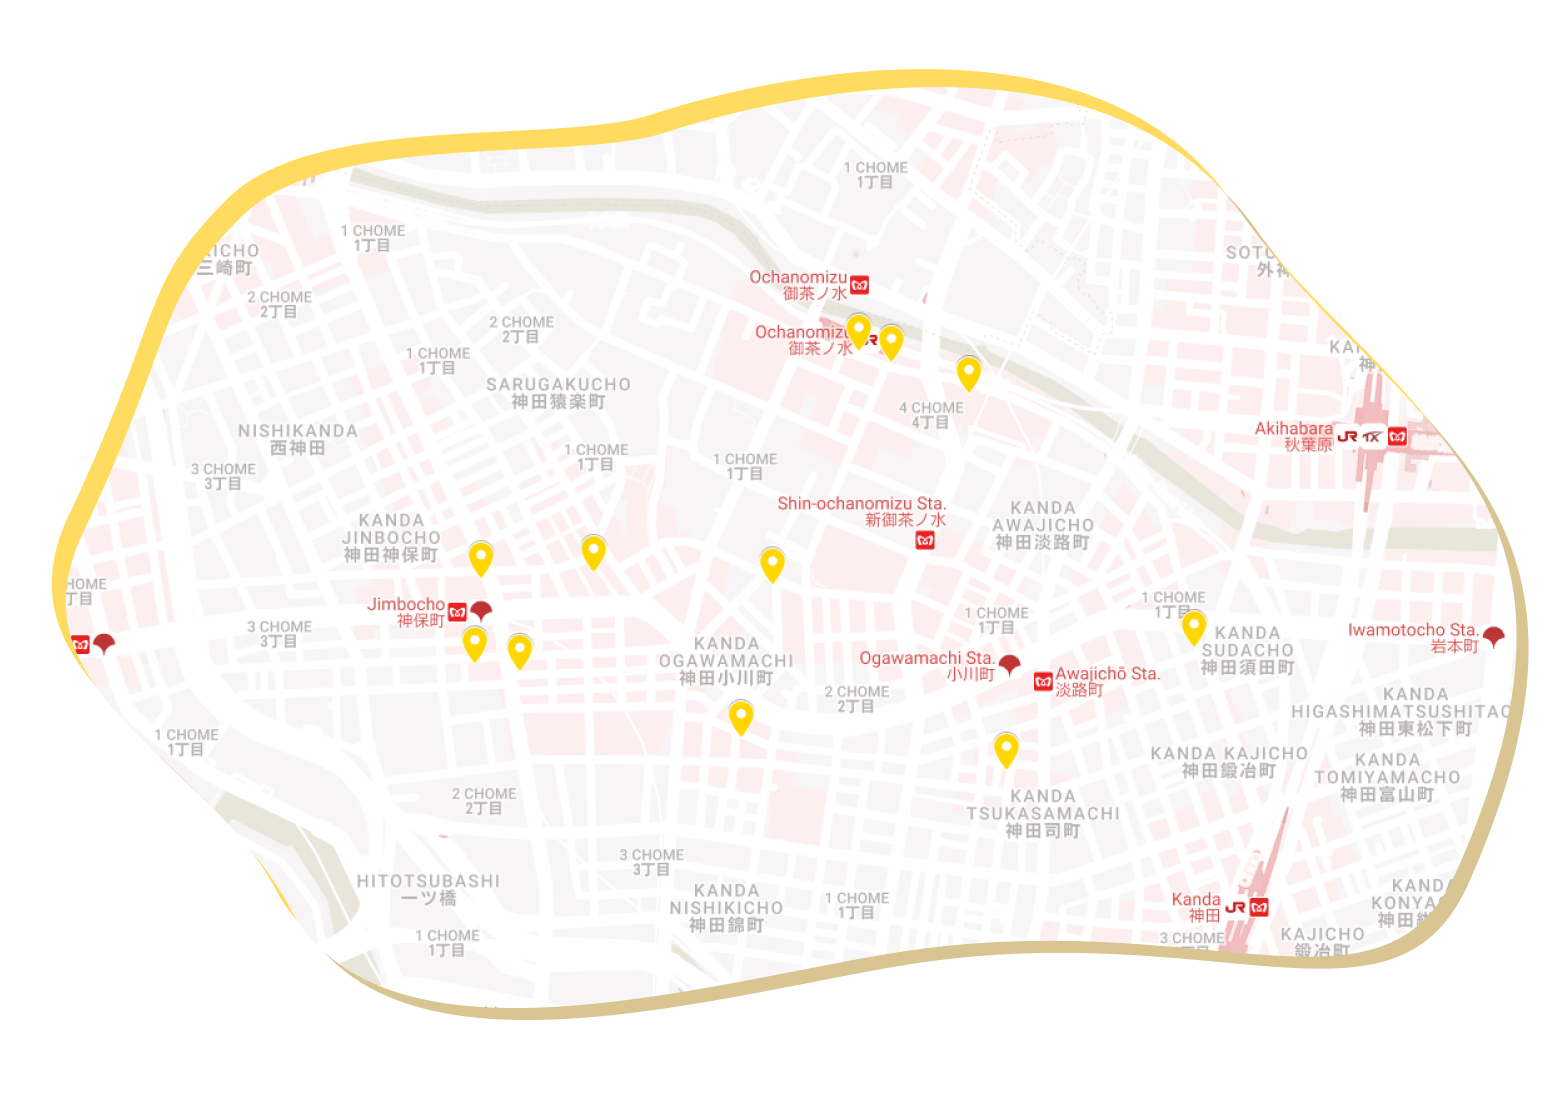 1 CHOME
1丁目
1 CHOME
1丁目
ICHO
三崎町
SOTO
外神
Ochanomizu
御茶ノ水
2 CHOME
2丁目
2 CHOME
2丁目
Ochanomizu
御茶ノ水
JR
1 CHOME
1丁目
KAN
神
SARUGAKUCHO
神田猿楽町
4 CHOME
4丁目
NISHIKANDA
西神田
Akihabara
秋葉原
JR
TX
1 CHOME
1丁目
1 CHOME
1丁目
3 CHOME
3丁目
Shin-ochanomizu Sta.
新御茶ノ水
KANDA
AWAJICHO
神田淡路町
KANDA
JINBOCHO
神田神保町
HOME
丁目
Jimbocho
神保町
1 CHOME
1丁目
1 CHOME
1丁目
3 CHOME
3丁目
KANDA
OGAWAMACHI
神田小川町
KANDA
SUDACHO
神田須田町
Iwamotocho Sta.
岩本町
Ogawamachi Sta.
小川町
Awajichō Sta.
淡路町
2 CHOME
2丁目
KANDA
HIGASHIMATSUSHITAC
神田東松下町
1 CHOME
1丁目
KANDA KAJICHO
神田鍛冶町
KANDA
TOMIYAMACHO
神田富山町
2 CHOME
2丁目
KANDA
TSUKASAMACHI
神田司町
3 CHOME
3丁目
HITOTSUBASHI
一ツ橋
KANDA
NISHIKICHO
神田錦町
1 CHOME
1丁目
KANDA
KONYA
神田紺
Kanda
神田
JR
1 CHOME
1丁目
3 CHOME
丁目
KAJICHO
鍛冶町